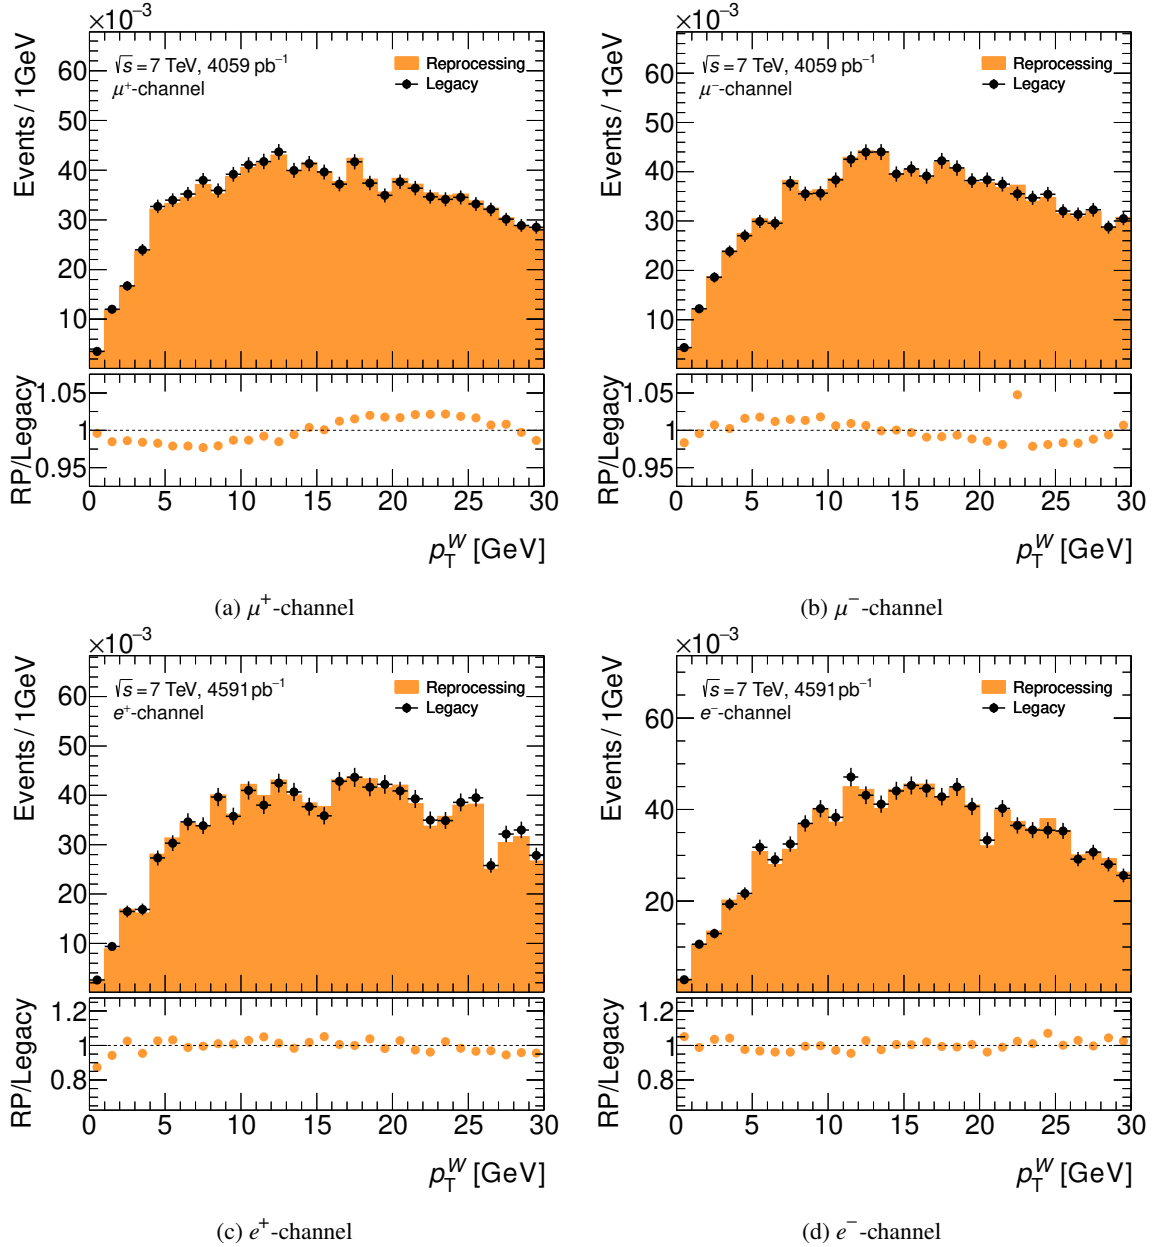 ×10⁻³
Events / 1GeV
√s = 7 TeV, 4059 pb⁻¹
μ⁺-channel
Reprocessing
Legacy
60
50
40
30
20
10
RP/Legacy
1.05
1
0.95
0 5 10 15 20 25 30
p_T^W [GeV]
(a) μ⁺-channel
×10⁻³
Events / 1GeV
√s = 7 TeV, 4059 pb⁻¹
μ⁻-channel
Reprocessing
Legacy
60
50
40
30
20
10
RP/Legacy
1.05
1
0.95
0 5 10 15 20 25 30
p_T^W [GeV]
(b) μ⁻-channel
×10⁻³
Events / 1GeV
√s = 7 TeV, 4591 pb⁻¹
e⁺-channel
Reprocessing
Legacy
60
50
40
30
20
10
RP/Legacy
1.2
1
0.8
0 5 10 15 20 25 30
p_T^W [GeV]
(c) e⁺-channel
×10⁻³
Events / 1GeV
√s = 7 TeV, 4591 pb⁻¹
e⁻-channel
Reprocessing
Legacy
60
40
20
RP/Legacy
1.2
1
0.8
0 5 10 15 20 25 30
p_T^W [GeV]
(d) e⁻-channel